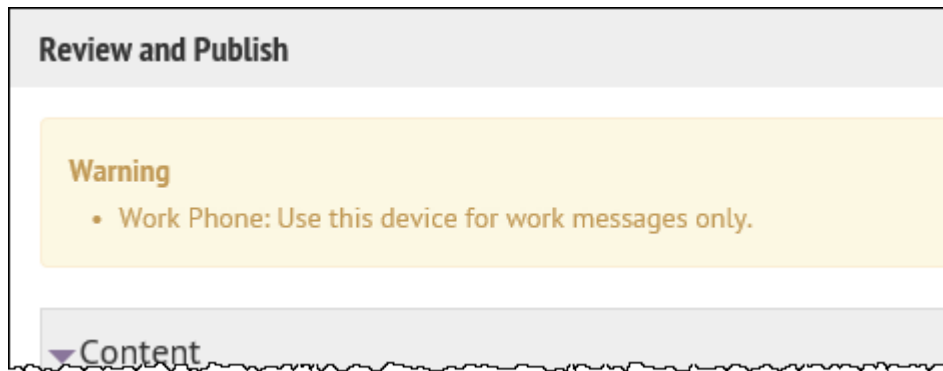 Review and Publish
Warning
• Work Phone: Use this device for work messages only.
Content